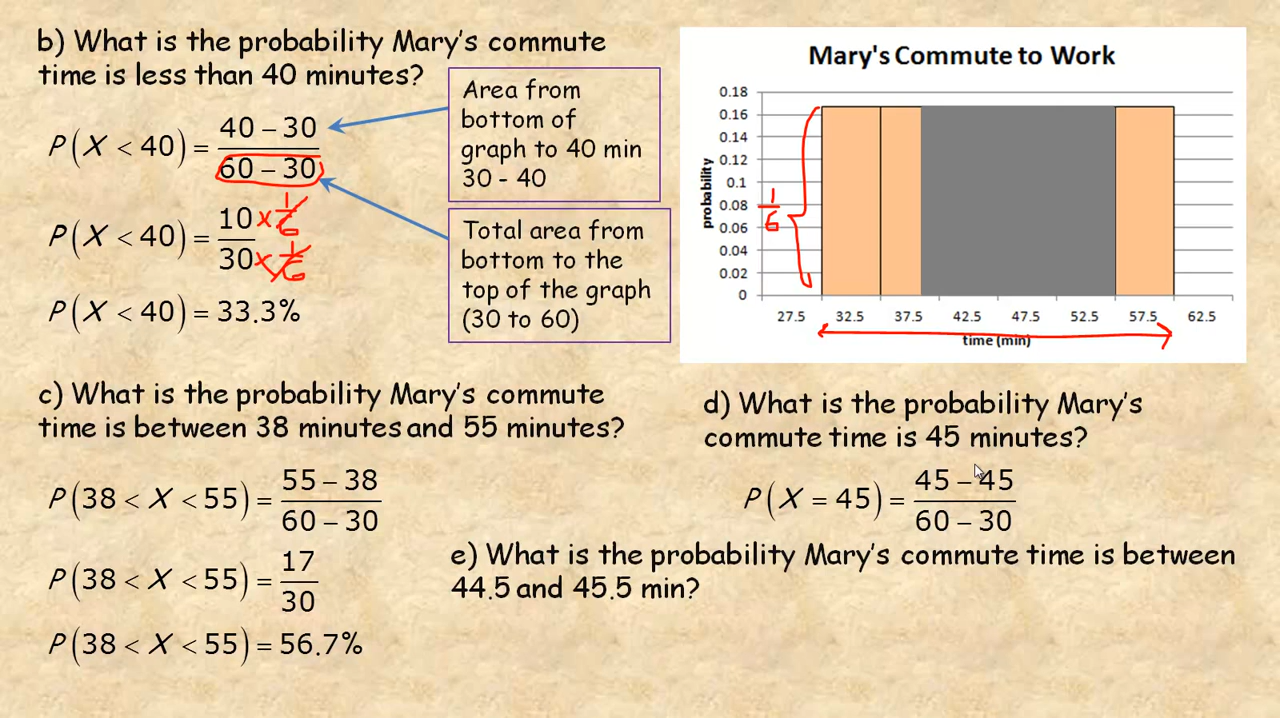 b) What is the probability Mary's commute
time is less than 40 minutes?
P(X < 40) = (40 – 30)/(60 – 30)
P(X < 40) = (10 × 1/6)/(30 × 1/6)
P(X < 40) = 33.3%
Area from
bottom of
graph to 40 min
30 - 40
Total area from
bottom to the
top of the graph
(30 to 60)
Mary's Commute to Work
probability
0.18
0.16
0.14
0.12
0.1
0.08
0.06
0.04
0.02
0
1/6
27.5 32.5 37.5 42.5 47.5 52.5 57.5 62.5
time (min)
c) What is the probability Mary's commute
time is between 38 minutes and 55 minutes?
P(38 < X < 55) = (55 – 38)/(60 – 30)
P(38 < X < 55) = 17/30
P(38 < X < 55) = 56.7%
d) What is the probability Mary's
commute time is 45 minutes?
P(X = 45) = (45 – 45)/(60 – 30)
e) What is the probability Mary's commute time is between
44.5 and 45.5 min?